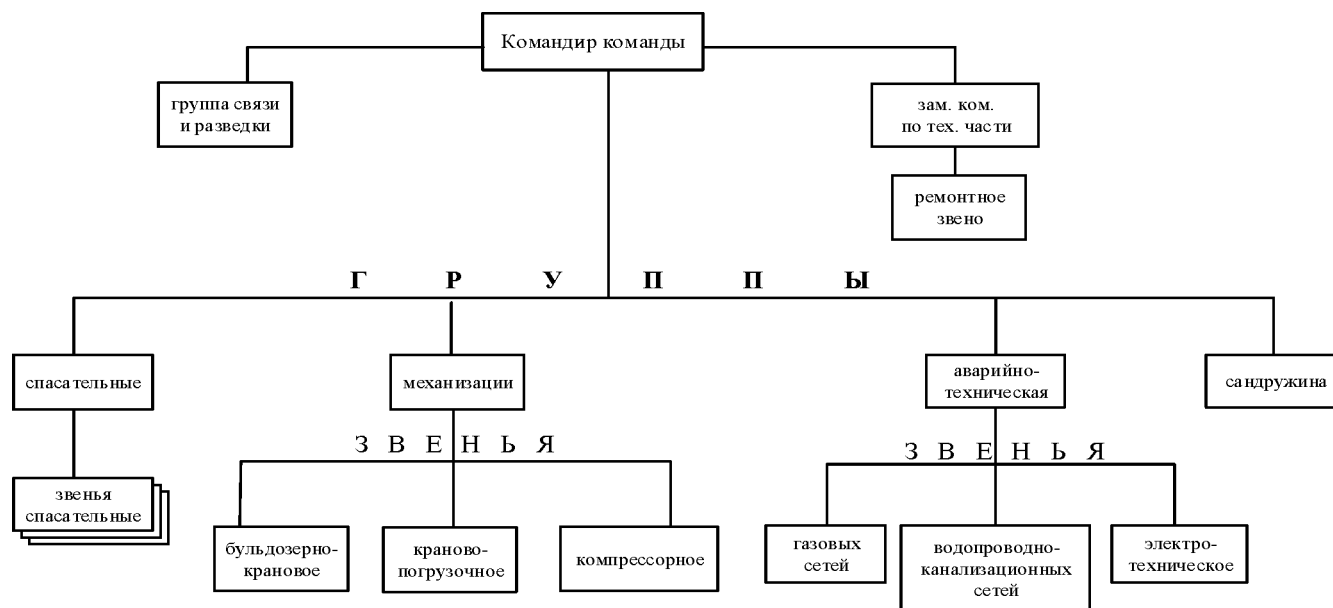 Командир команды
группа связи
и разведки
зам. ком.
по тех. части
ремонтное
звено
Г Р У П П Ы
спасательные
механизации
аварийно-
техническая
сандружина
З В Е Н Ь Я
З В Е Н Ь Я
звенья
спасательные
бульдозерно-
крановое
краново-
погрузочное
компрессорное
газовых
сетей
водопроводно-
канализационных
сетей
электро-
техническое